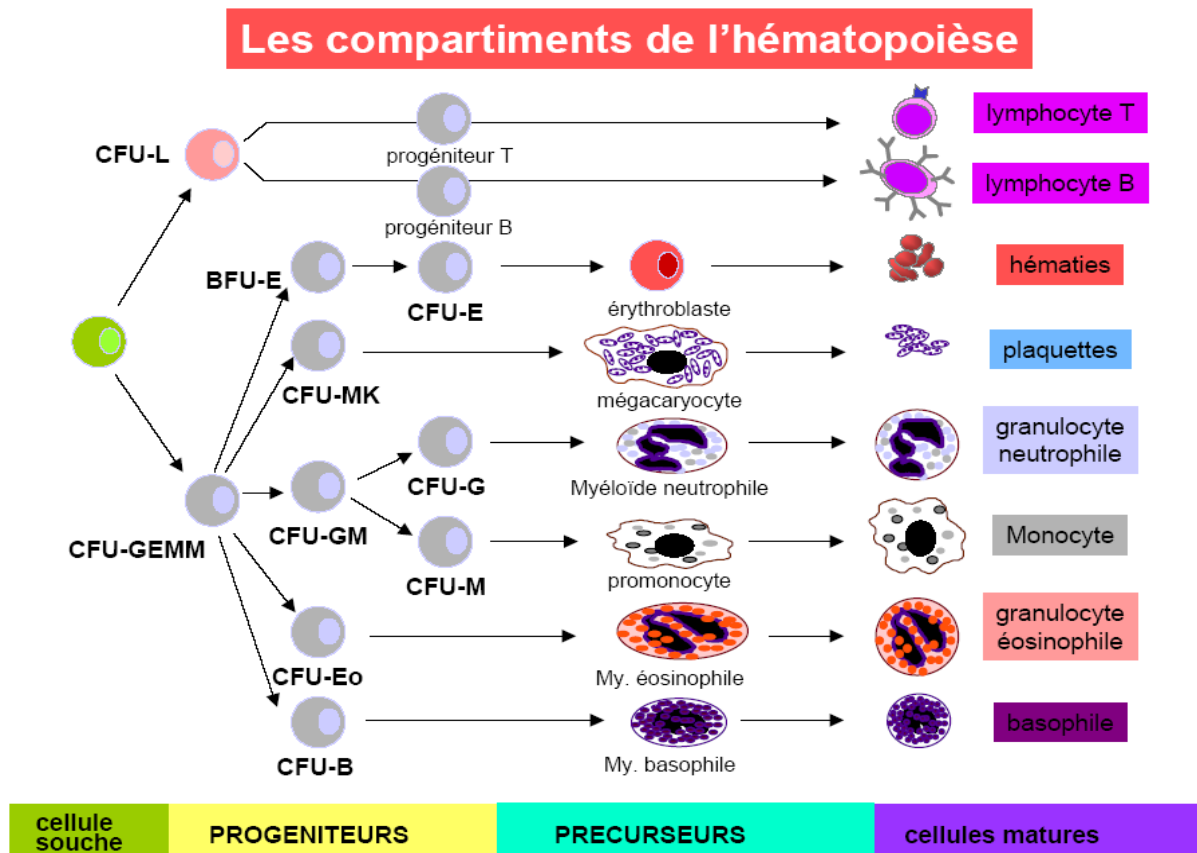 Les compartiments de l'hématopoièse
CFU-L
progéniteur T
lymphocyte T
progéniteur B
lymphocyte B
BFU-E
CFU-E
érythroblaste
hématies
CFU-MK
mégacaryocyte
plaquettes
CFU-GEMM
CFU-GM
CFU-G
Myéloïde neutrophile
granulocyte
neutrophile
CFU-M
promonocyte
Monocyte
CFU-Eo
My. éosinophile
granulocyte
éosinophile
CFU-B
My. basophile
basophile
cellule
souche
PROGENITEURS
PRECURSEURS
cellules matures